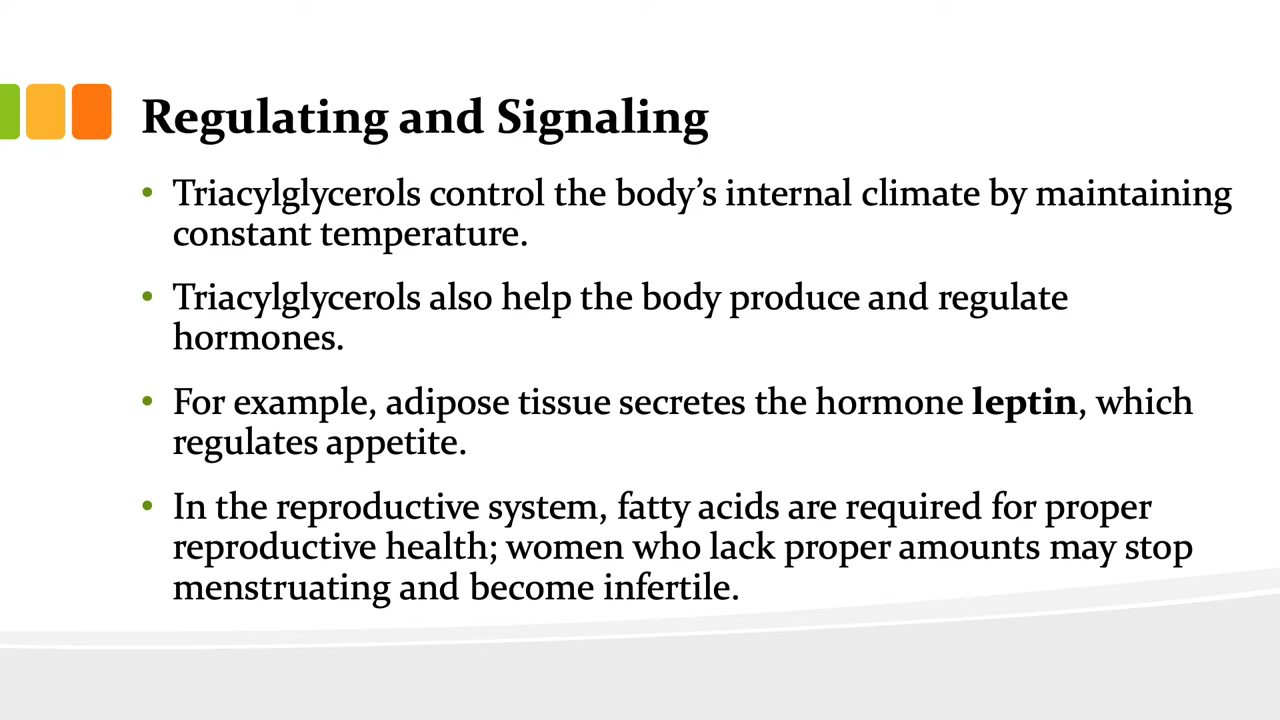 Regulating and Signaling
• Triacylglycerols control the body’s internal climate by maintaining
constant temperature.
• Triacylglycerols also help the body produce and regulate
hormones.
• For example, adipose tissue secretes the hormone leptin, which
regulates appetite.
• In the reproductive system, fatty acids are required for proper
reproductive health; women who lack proper amounts may stop
menstruating and become infertile.